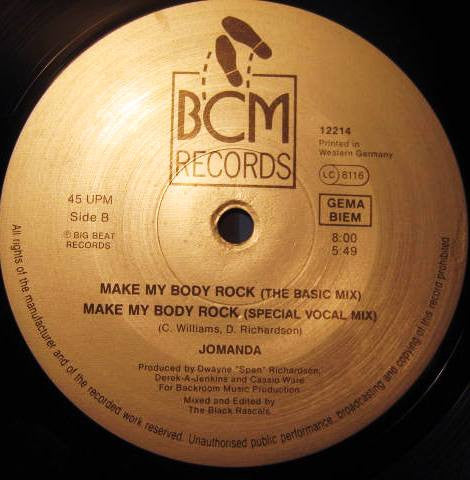 BCM
RECORDS
12214
Printed in
Western Germany
LC 8116
GEMA
BIEM
8:00
5:49
45 UPM
Side B
Ⓟ BIG BEAT
RECORDS
MAKE MY BODY ROCK (THE BASIC MIX)
MAKE MY BODY ROCK (SPECIAL VOCAL MIX)
(C. Williams, D. Richardson)
JOMANDA
Produced by Dwayne "Span" Richardson,
Derek-A-Jenkins and Cassio Ware
For Backroom Music Production
Mixed and Edited by
The Black Rascals
All rights of the manufacturer and of the recorded work reserved. Unauthorised public performance, broadcasting and copying of this record prohibited